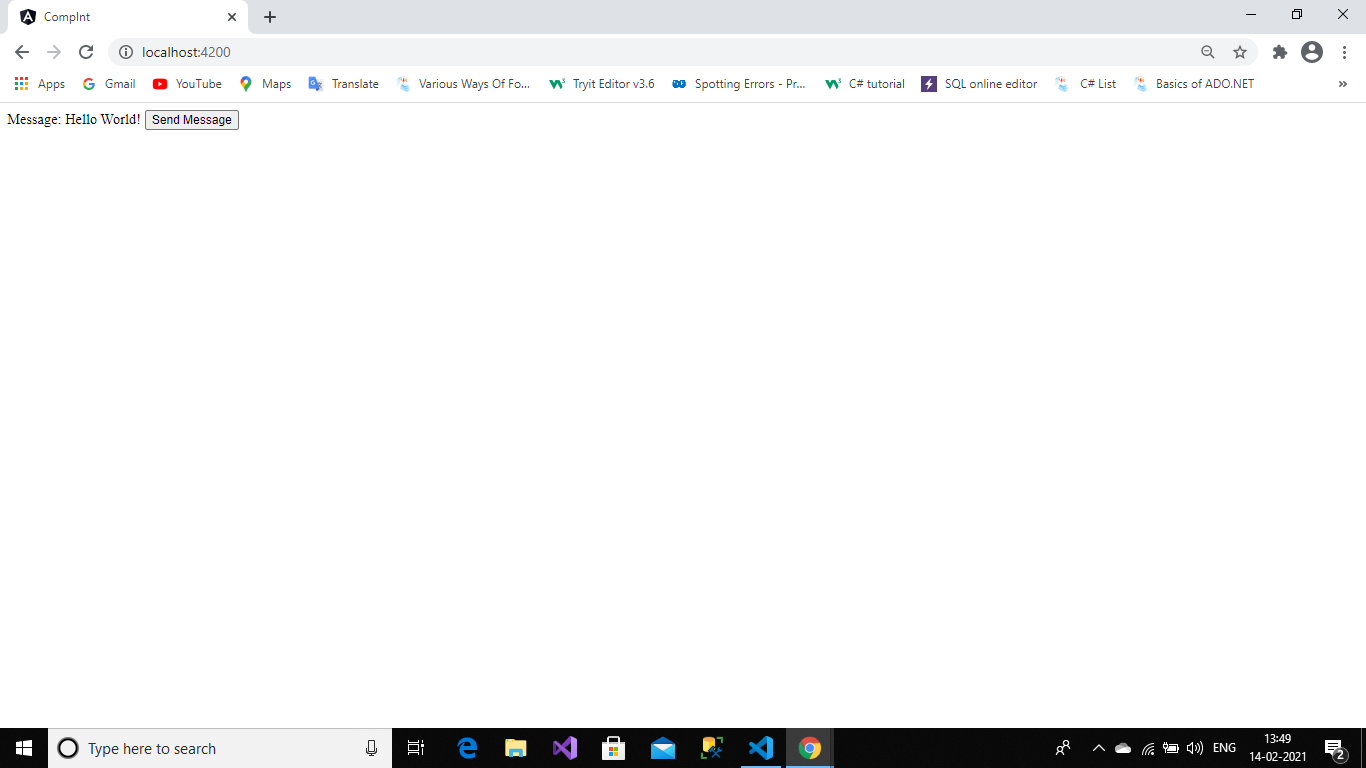 CompInt
localhost:4200
Apps Gmail YouTube Maps Translate Various Ways Of Fo... Tryit Editor v3.6 Spotting Errors - Pr... C# tutorial SQL online editor C# List Basics of ADO.NET »
Message: Hello World! Send Message
Type here to search
ENG
13:49
14-02-2021
2